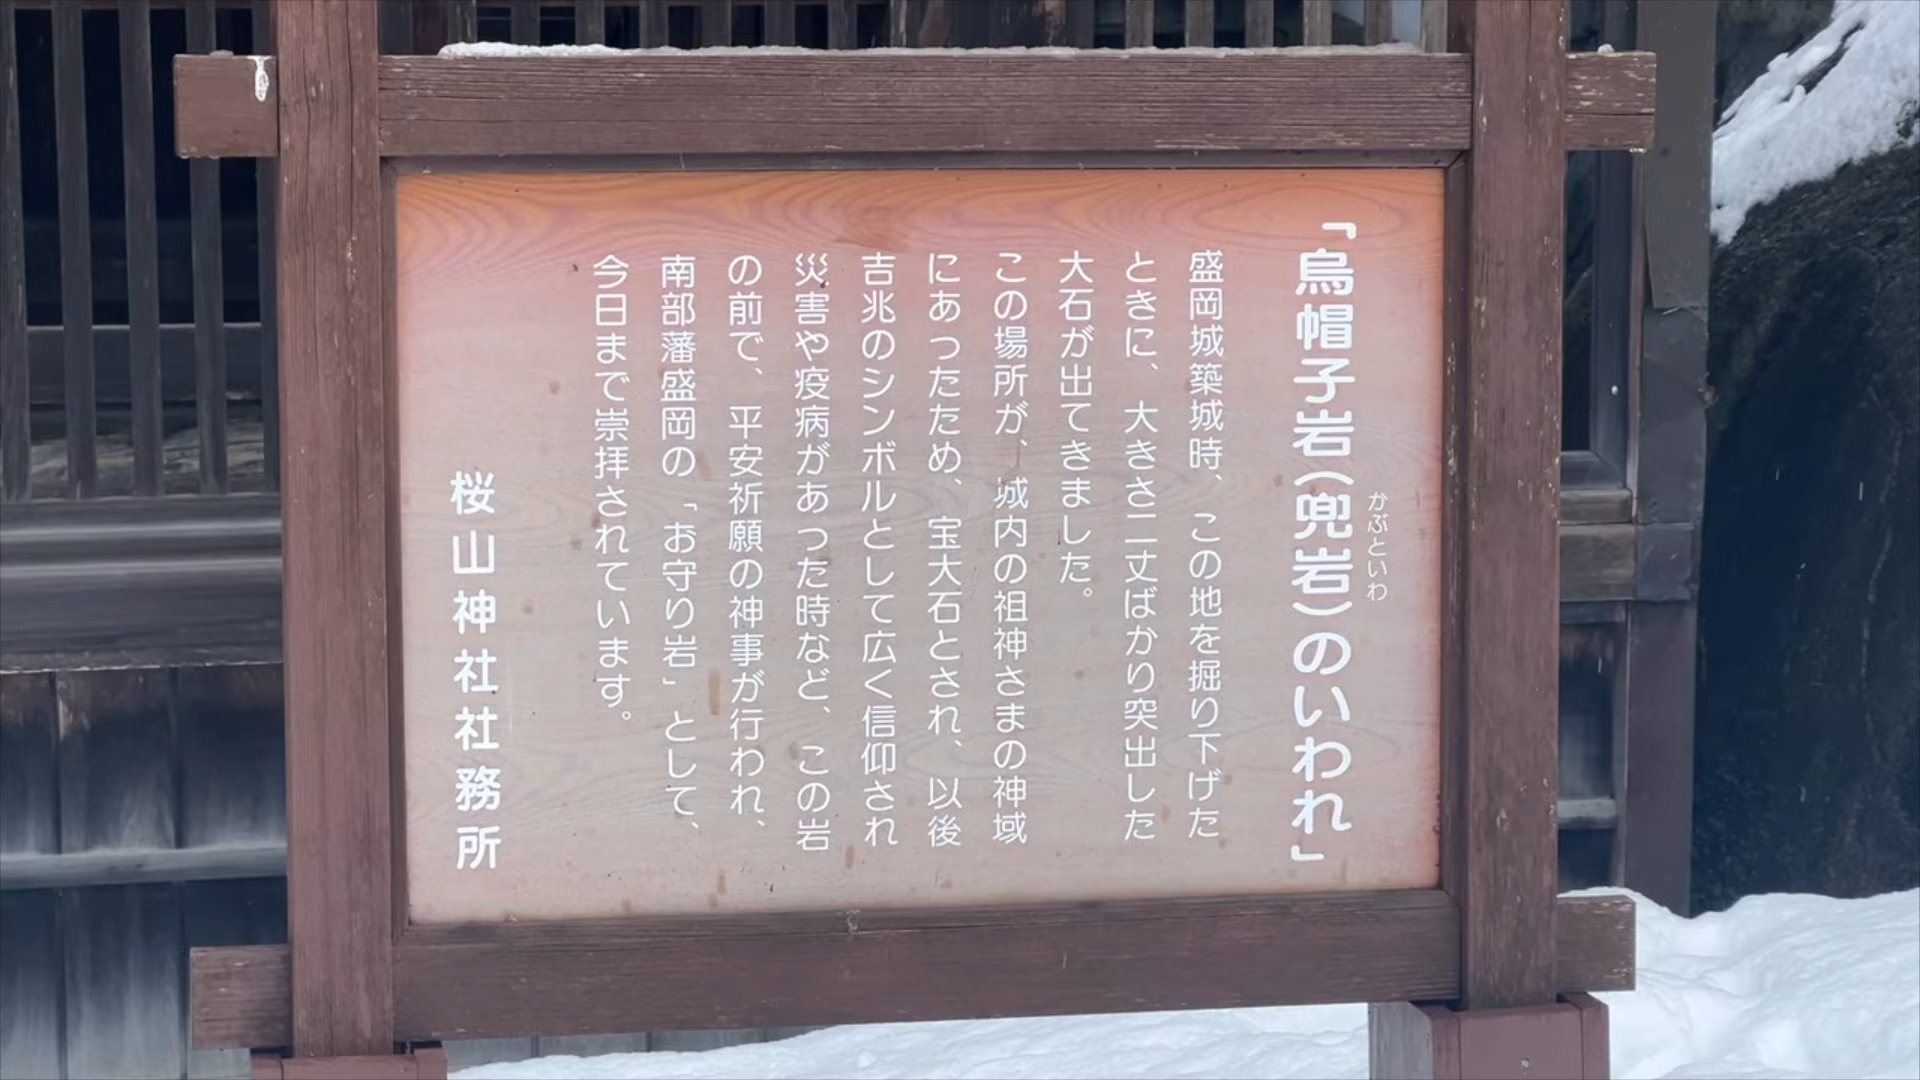 「烏帽子岩（兜岩）のいわれ」
かぶといわ
盛岡城築城時、この地を掘り下げた
ときに、大きさ二丈ばかり突出した
大石が出てきました。
この場所が、城内の祖神さまの神域
にあったため、宝大石とされ、以後
吉兆のシンボルとして広く信仰され
災害や疫病があった時など、この岩
の前で、平安祈願の神事が行われ、
南部藩盛岡の「お守り岩」として、
今日まで崇拝されています。
桜山神社社務所